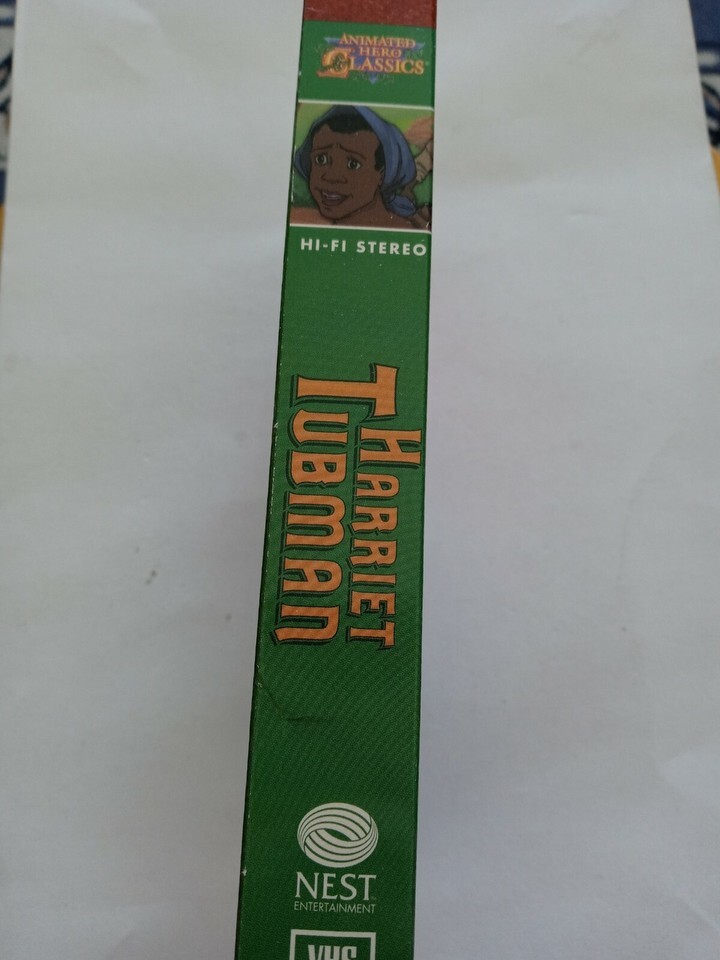 ANIMATED
HERO
CLASSICS
HI-FI STEREO
HARRIET
TUBMAN
NEST
ENTERTAINMENT
VHS